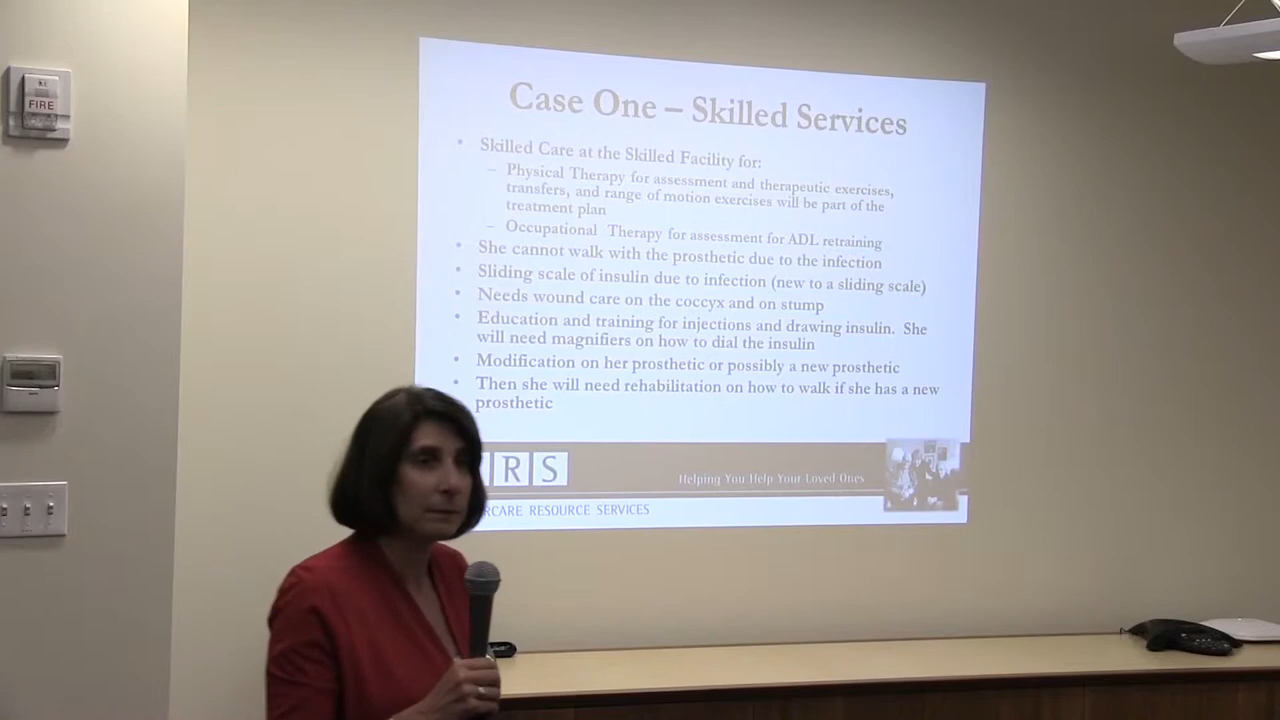 FIRE
Case One – Skilled Services
• Skilled Care at the Skilled Facility for:
– Physical Therapy for assessment and therapeutic exercises,
transfers, and range of motion exercises will be part of the
treatment plan
– Occupational Therapy for assessment for ADL retraining
• She cannot walk with the prosthetic due to the infection
• Sliding scale of insulin due to infection (new to a sliding scale)
• Needs wound care on the coccyx and on stump
• Education and training for injections and drawing insulin. She
will need magnifiers on how to dial the insulin
• Modification on her prosthetic or possibly a new prosthetic
• Then she will need rehabilitation on how to walk if she has a new
prosthetic
RS
Helping You Help Your Loved Ones
RCARE RESOURCE SERVICES